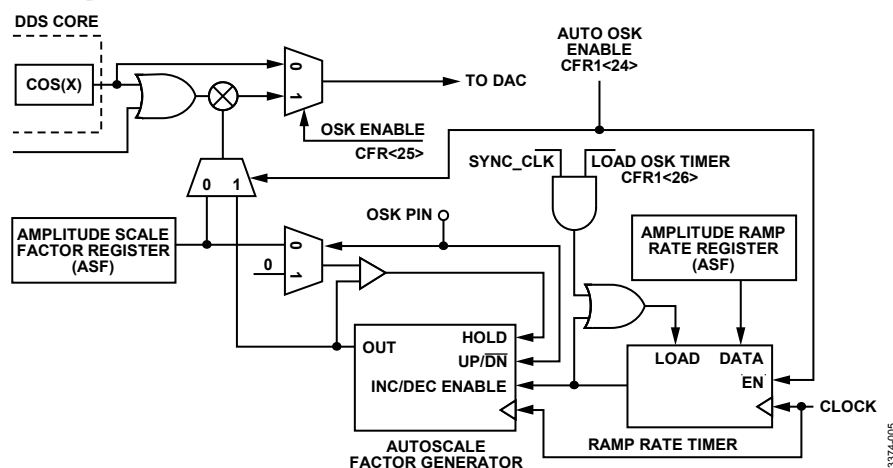 DDS CORE
COS(X)
0
1
TO DAC
OSK ENABLE
CFR<25>
AUTO OSK
ENABLE
CFR1<24>
SYNC_CLK
LOAD OSK TIMER
CFR1<26>
0 1
OSK PIN
AMPLITUDE SCALE
FACTOR REGISTER
(ASF)
0
1
0
AMPLITUDE RAMP
RATE REGISTER
(ASF)
OUT
HOLD
UP/DN
INC/DEC ENABLE
LOAD DATA
EN
CLOCK
RAMP RATE TIMER
AUTOSCALE
FACTOR GENERATOR